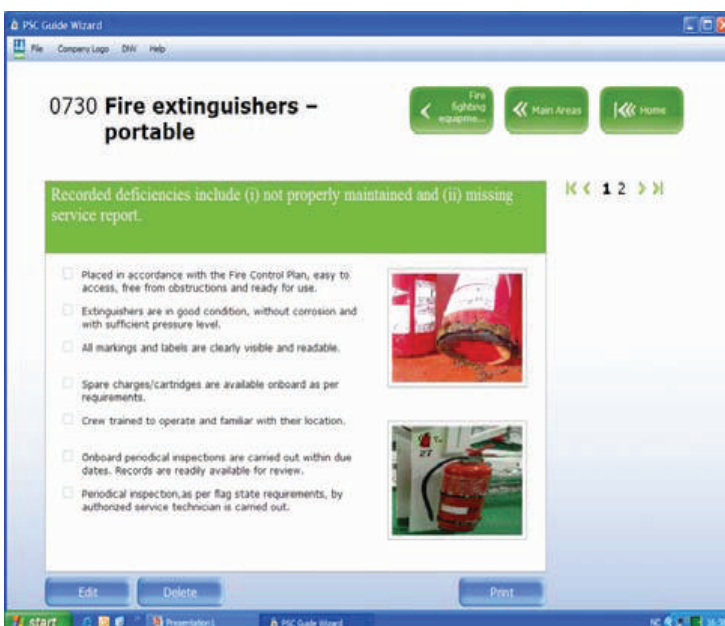 PSC Guide Wizard
File Company Logo DNV Help
0730 Fire extinguishers –
portable
Fire
fighting
equipme...
Main Areas
Home
Recorded deficiencies include (i) not properly maintained and (ii) missing
service report.
1 2
Placed in accordance with the Fire Control Plan, easy to
access, free from obstructions and ready for use.
Extinguishers are in good condition, without corrosion and
with sufficient pressure level.
All markings and labels are clearly visible and readable.
Spare charges/cartridges are available onboard as per
requirements.
Crew trained to operate and familiar with their location.
Onboard periodical inspections are carried out within due
dates. Records are readily available for review.
Periodical inspection,as per flag state requirements, by
authorized service technician is carried out.
Edit Delete Print
start Presentation1 PSC Guide Wizard NC